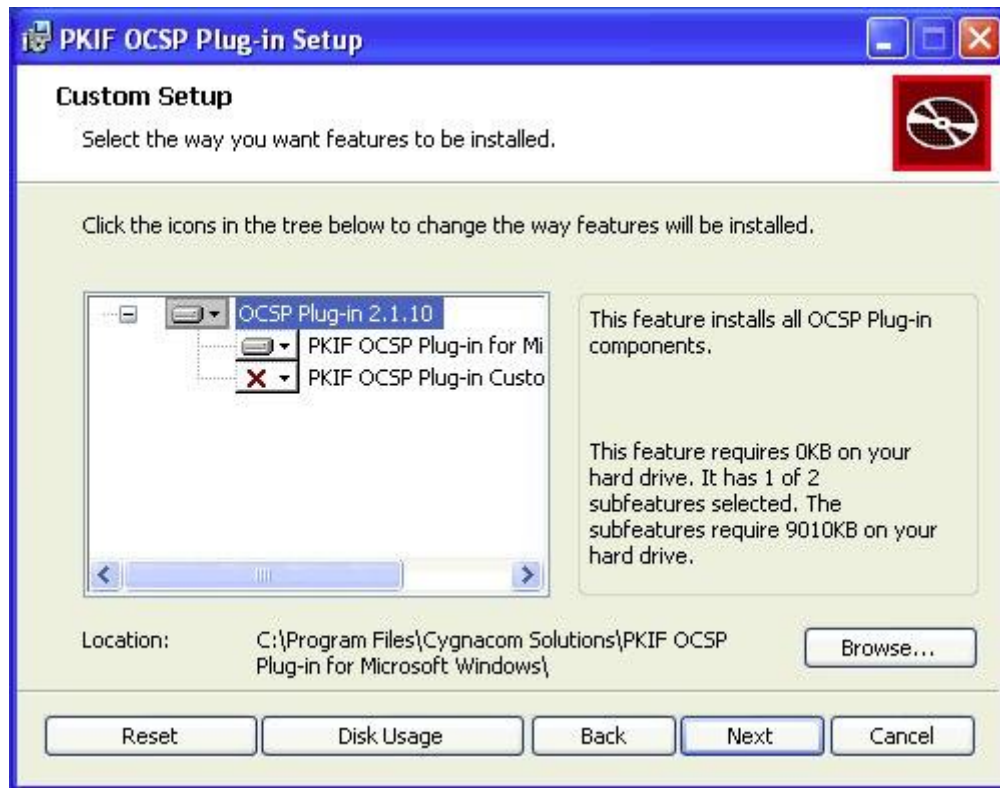 PKIF OCSP Plug-in Setup
Custom Setup
Select the way you want features to be installed.
Click the icons in the tree below to change the way features will be installed.
OCSP Plug-in 2.1.10
PKIF OCSP Plug-in for Mi
PKIF OCSP Plug-in Custo
This feature installs all OCSP Plug-in
components.
This feature requires 0KB on your
hard drive. It has 1 of 2
subfeatures selected. The
subfeatures require 9010KB on your
hard drive.
Location:
C:\Program Files\Cygnacom Solutions\PKIF OCSP
Plug-in for Microsoft Windows\
Browse...
Reset
Disk Usage
Back
Next
Cancel